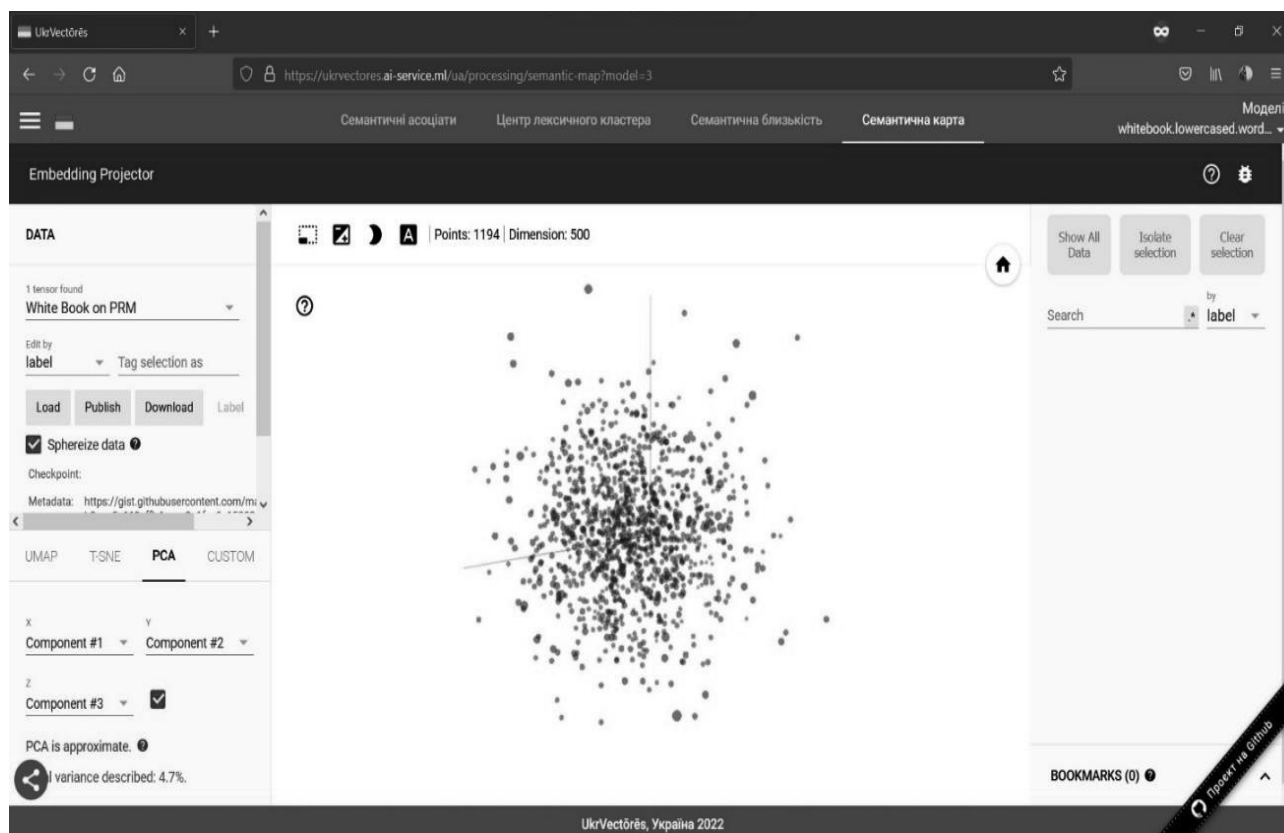 UkrVectōrēs
https://ukrvectores.ai-service.ml/ua/processing/semantic-map?model=3
Семантичні асоціати Центр лексичного кластера Семантична близькість Семантична карта
Моделі
whitebook.lowercased.word...
Embedding Projector
DATA
Points: 1194 | Dimension: 500
Show All Data
Isolate selection
Clear selection
1 tensor found
White Book on PRM
Search
.*
by
label
Edit by
label
Tag selection as
Load Publish Download Label
Sphereize data
Checkpoint:
Metadata: https://gist.githubusercontent.com/ma
UMAP T-SNE PCA CUSTOM
X
Component #1
Y
Component #2
Z
Component #3
PCA is approximate.
variance described: 4.7%.
BOOKMARKS (0)
Проєкт на Github
UkrVectōrēs, Україна 2022